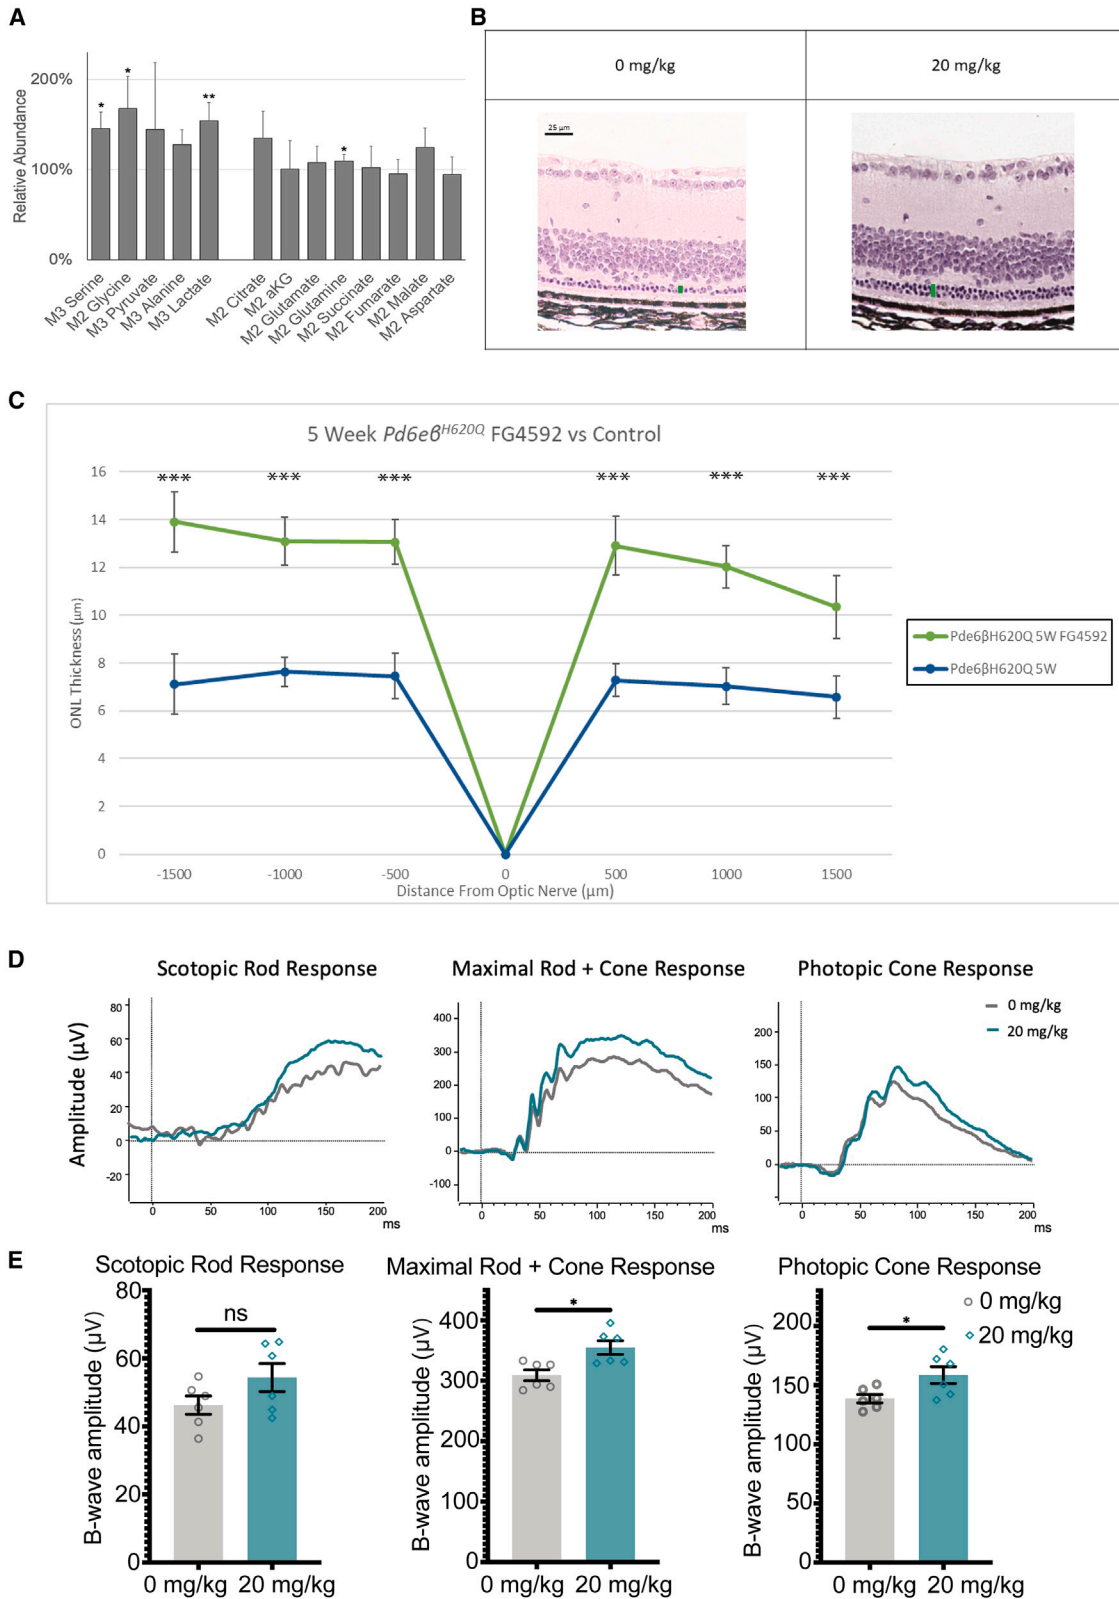 A
Relative Abundance
200%
100%
0%
*
*
**
*
M3 Serine
M2 Glycine
M3 Pyruvate
M3 Alanine
M3 Lactate
M2 Citrate
M2 aKG
M2 Glutamate
M2 Glutamine
M2 Succinate
M2 Fumarate
M2 Malate
M2 Aspartate
B
0 mg/kg
20 mg/kg
25 µm
C
5 Week Pd6eβH620Q FG4592 vs Control
ONL Thickness (µm)
16
14
12
10
8
6
4
2
0
*** *** *** *** *** ***
-1500 -1000 -500 0 500 1000 1500
Distance From Optic Nerve (µm)
Pde6βH620Q 5W FG4592
Pde6βH620Q 5W
D
Scotopic Rod Response
Amplitude (µV)
80
60
40
20
0
-20
0 50 100 150 200
ms
Maximal Rod + Cone Response
400
300
200
100
0
-100
0 50 100 150 200
ms
Photopic Cone Response
0 mg/kg
20 mg/kg
200
150
100
50
0
0 50 100 150 200
ms
E
Scotopic Rod Response
B-wave amplitude (µV)
80
60
40
20
0
ns
0 mg/kg 20 mg/kg
Maximal Rod + Cone Response
B-wave amplitude (µV)
400
300
200
100
0
*
0 mg/kg 20 mg/kg
Photopic Cone Response
0 mg/kg
20 mg/kg
B-wave amplitude (µV)
200
150
100
50
0
*
0 mg/kg 20 mg/kg